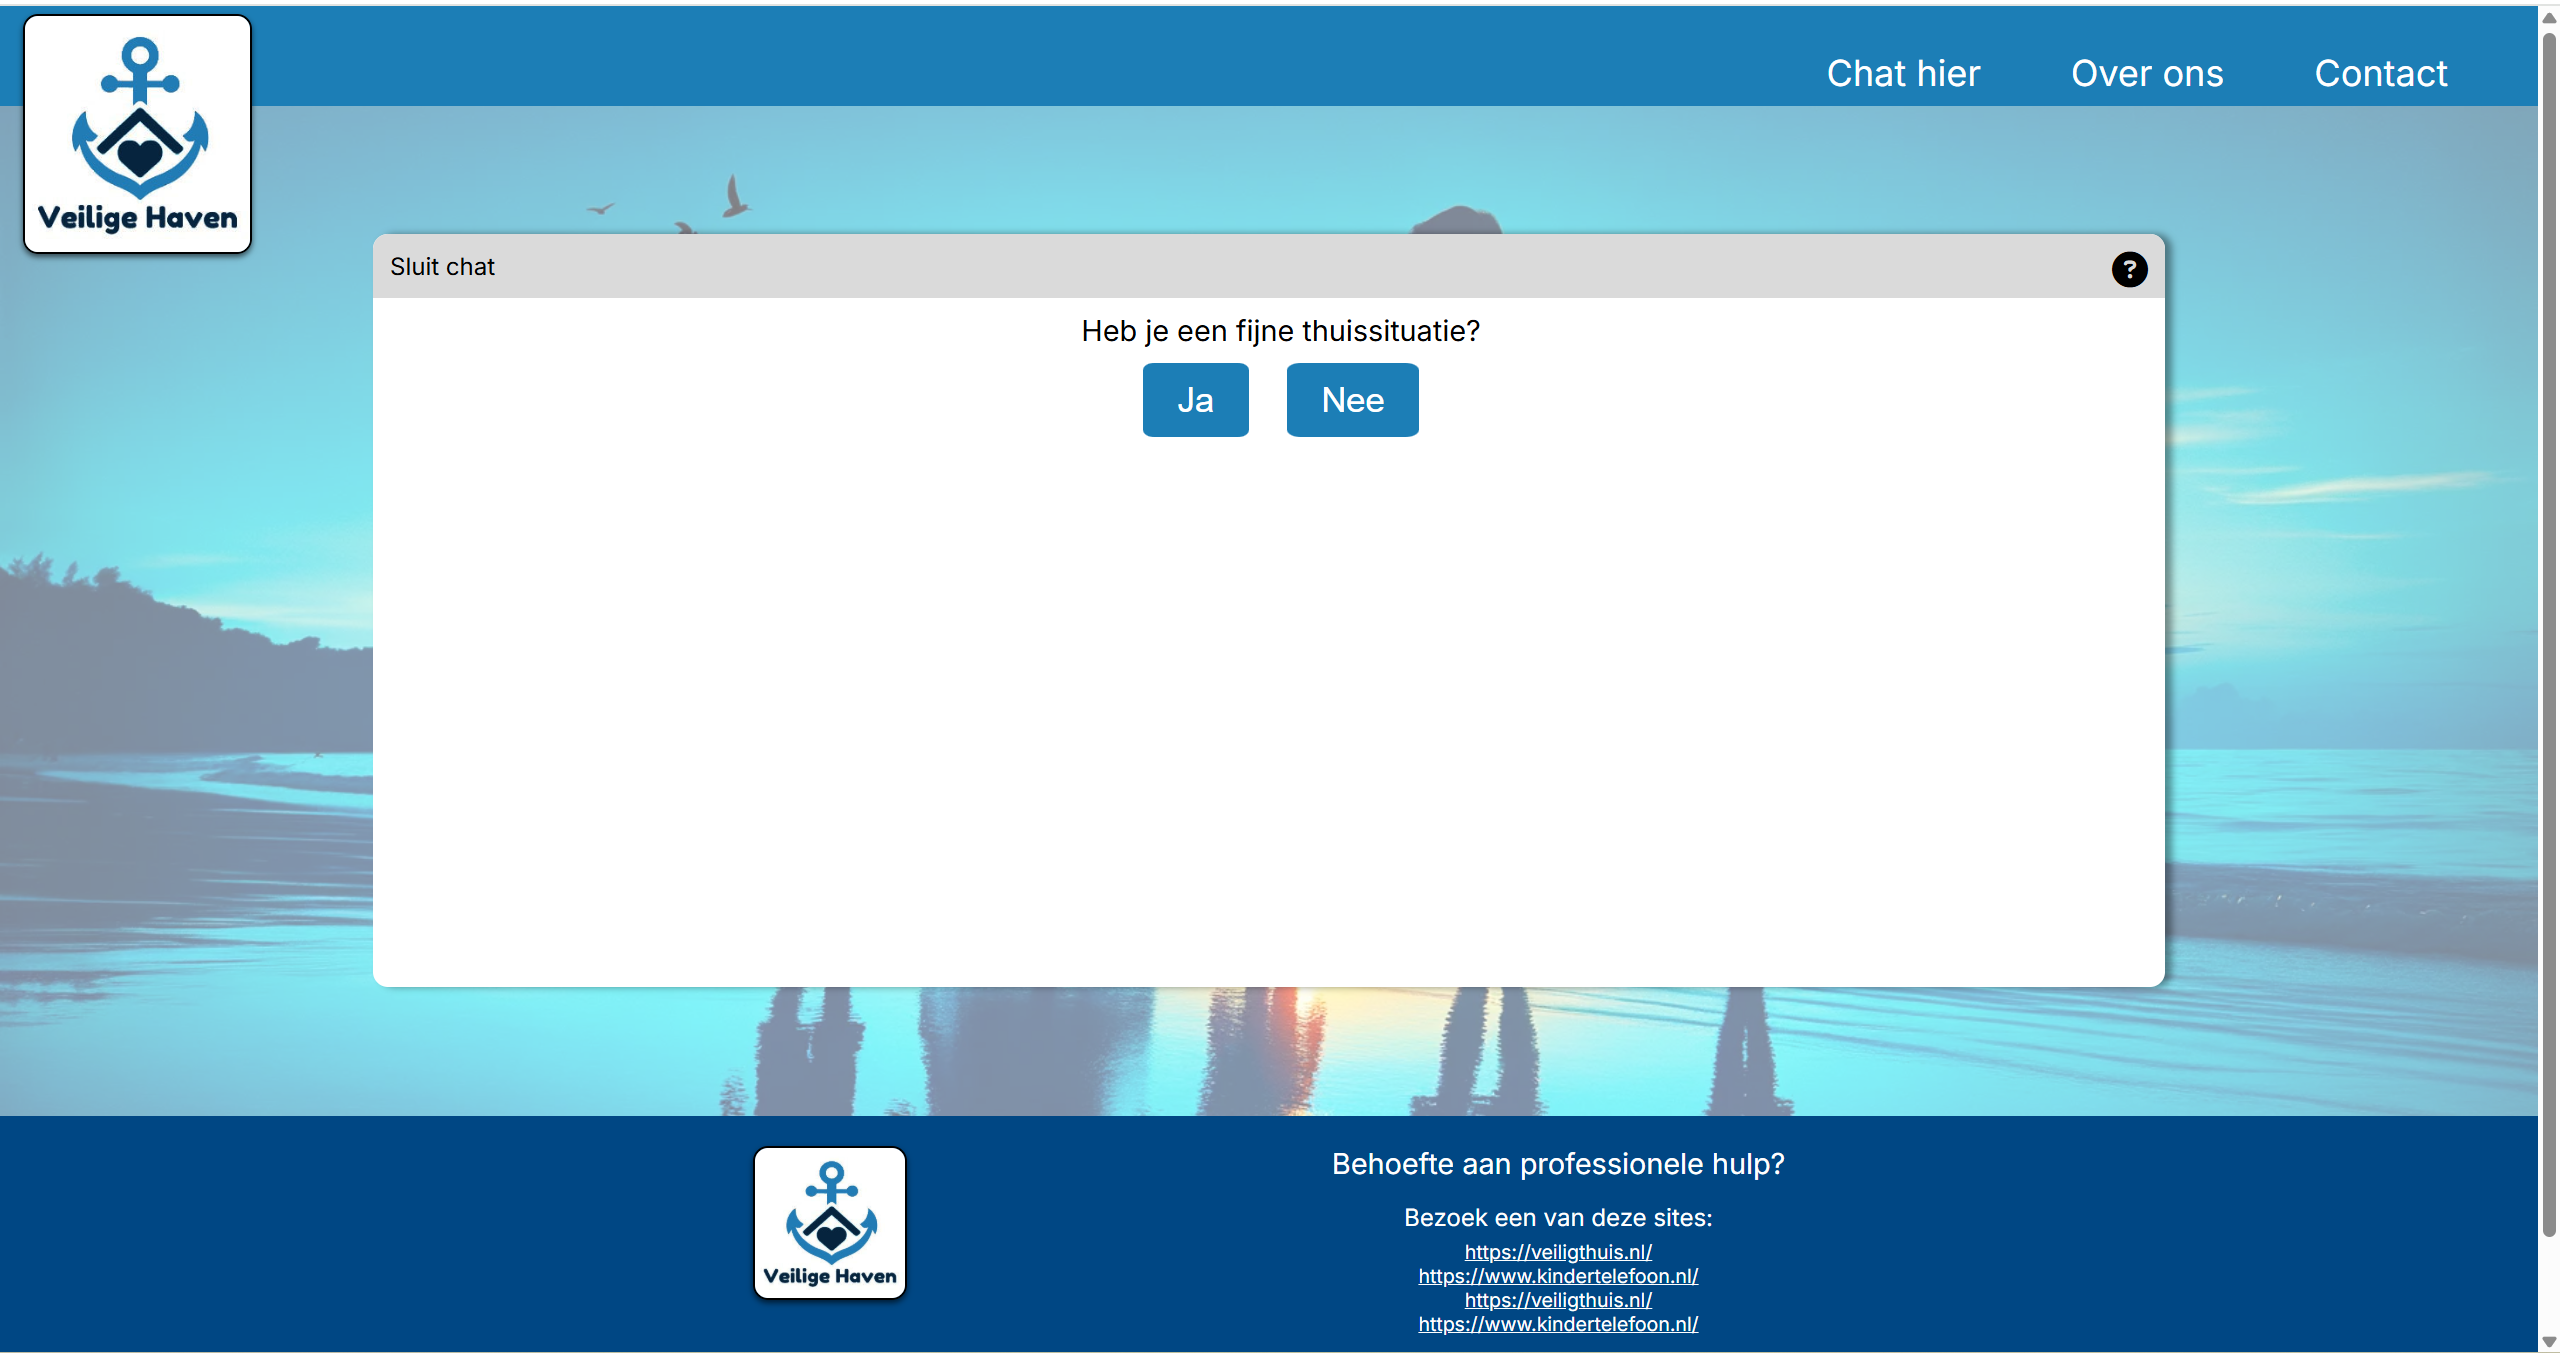 Chat hier Over ons Contact
Veilige Haven
Sluit chat ?
Heb je een fijne thuissituatie?
Ja Nee
Veilige Haven
Behoefte aan professionele hulp?
Bezoek een van deze sites:
https://veiligthuis.nl/
https://www.kindertelefoon.nl/
https://veiligthuis.nl/
https://www.kindertelefoon.nl/